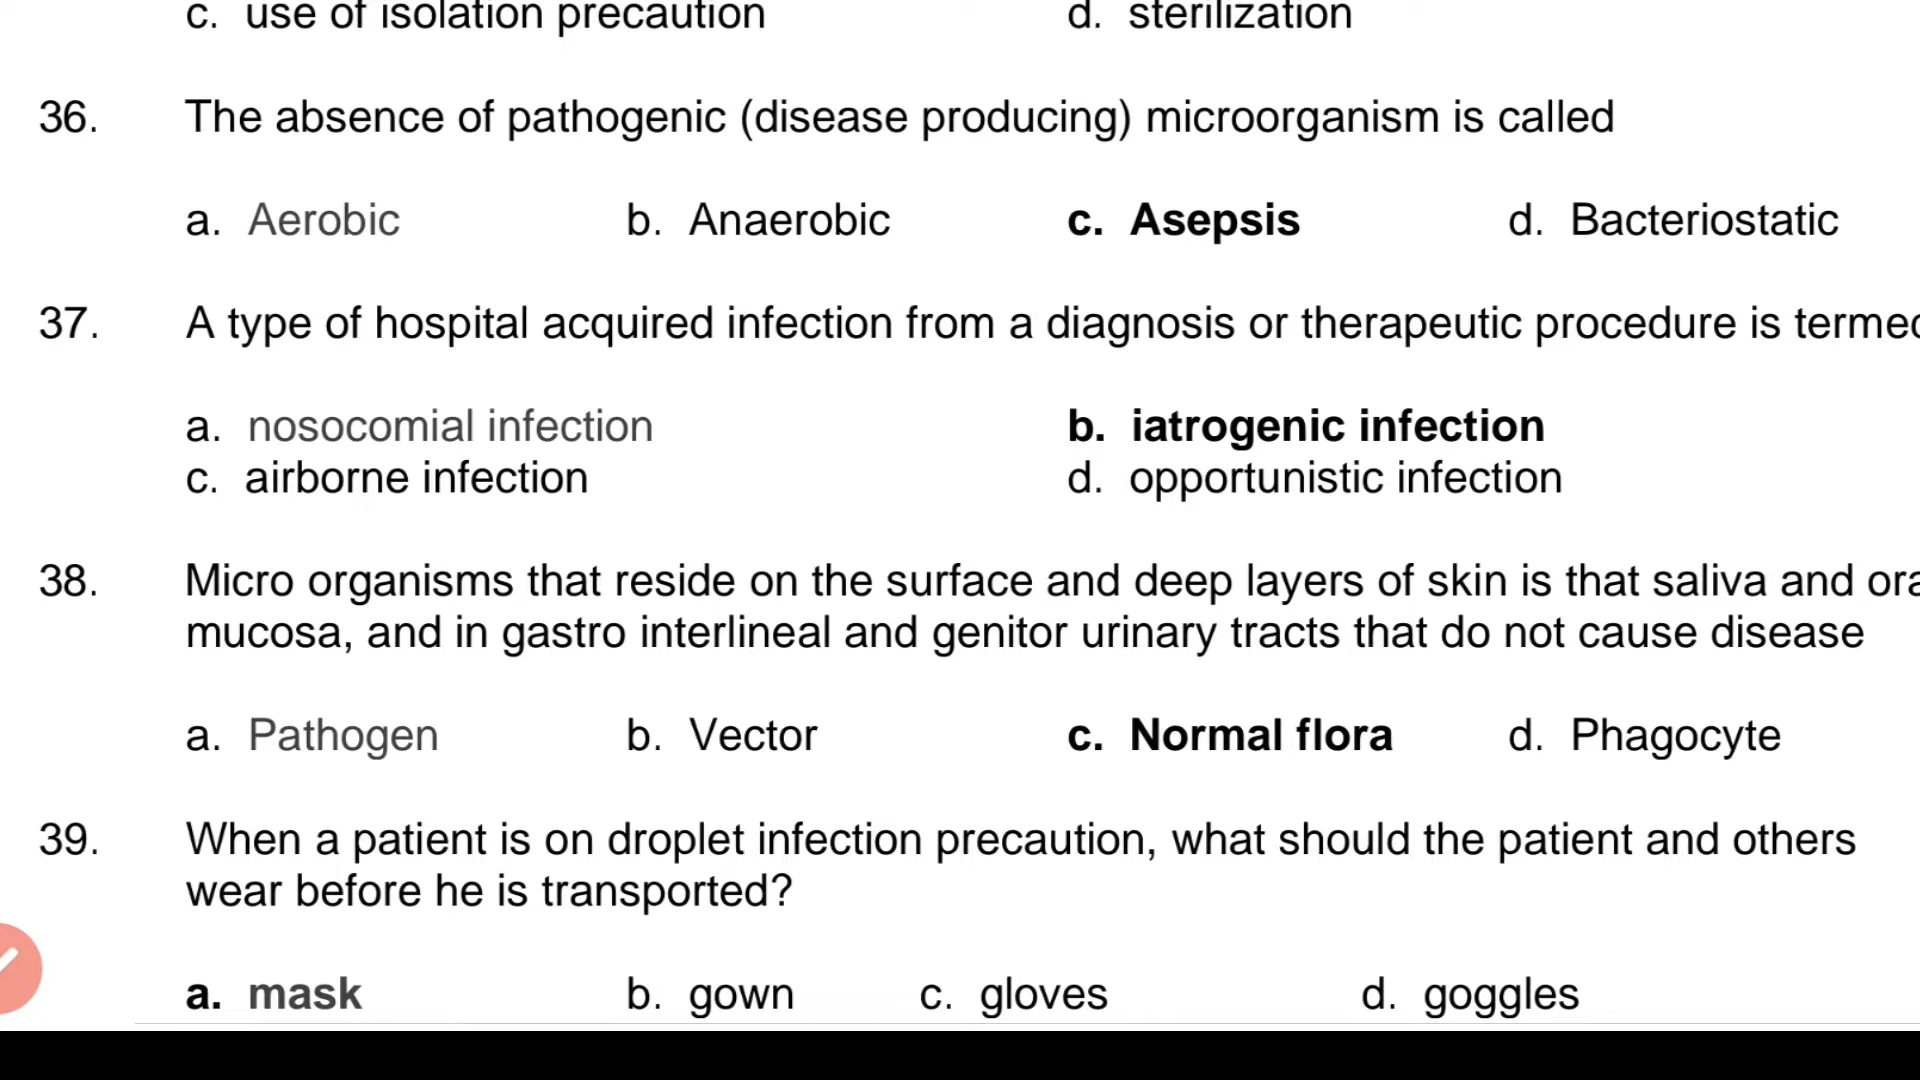 c. use of isolation precaution d. sterilization
36. The absence of pathogenic (disease producing) microorganism is called
a. Aerobic b. Anaerobic c. Asepsis d. Bacteriostatic
37. A type of hospital acquired infection from a diagnosis or therapeutic procedure is termed
a. nosocomial infection b. iatrogenic infection
c. airborne infection d. opportunistic infection
38. Micro organisms that reside on the surface and deep layers of skin is that saliva and ora
mucosa, and in gastro interlineal and genitor urinary tracts that do not cause disease
a. Pathogen b. Vector c. Normal flora d. Phagocyte
39. When a patient is on droplet infection precaution, what should the patient and others
wear before he is transported?
a. mask b. gown c. gloves d. goggles